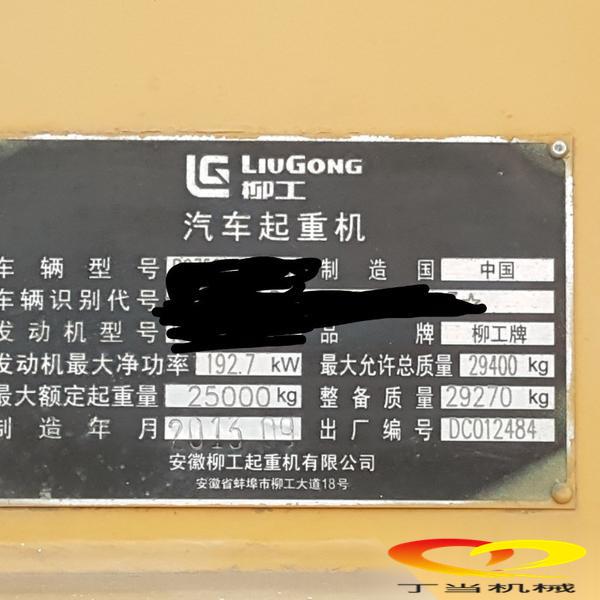 LIUGONG
柳工
汽车起重机
车辆型号 制造国 中国
车辆识别代号
发动机型号 品牌 柳工牌
发动机最大净功率 192.7 kW 最大允许总质量 29400 kg
最大额定起重量 25000 kg 整备质量 29270 kg
制造年月 2013 09 出厂编号 DC012484
安徽柳工起重机有限公司
安徽省蚌埠市柳工大道18号
丁当机械